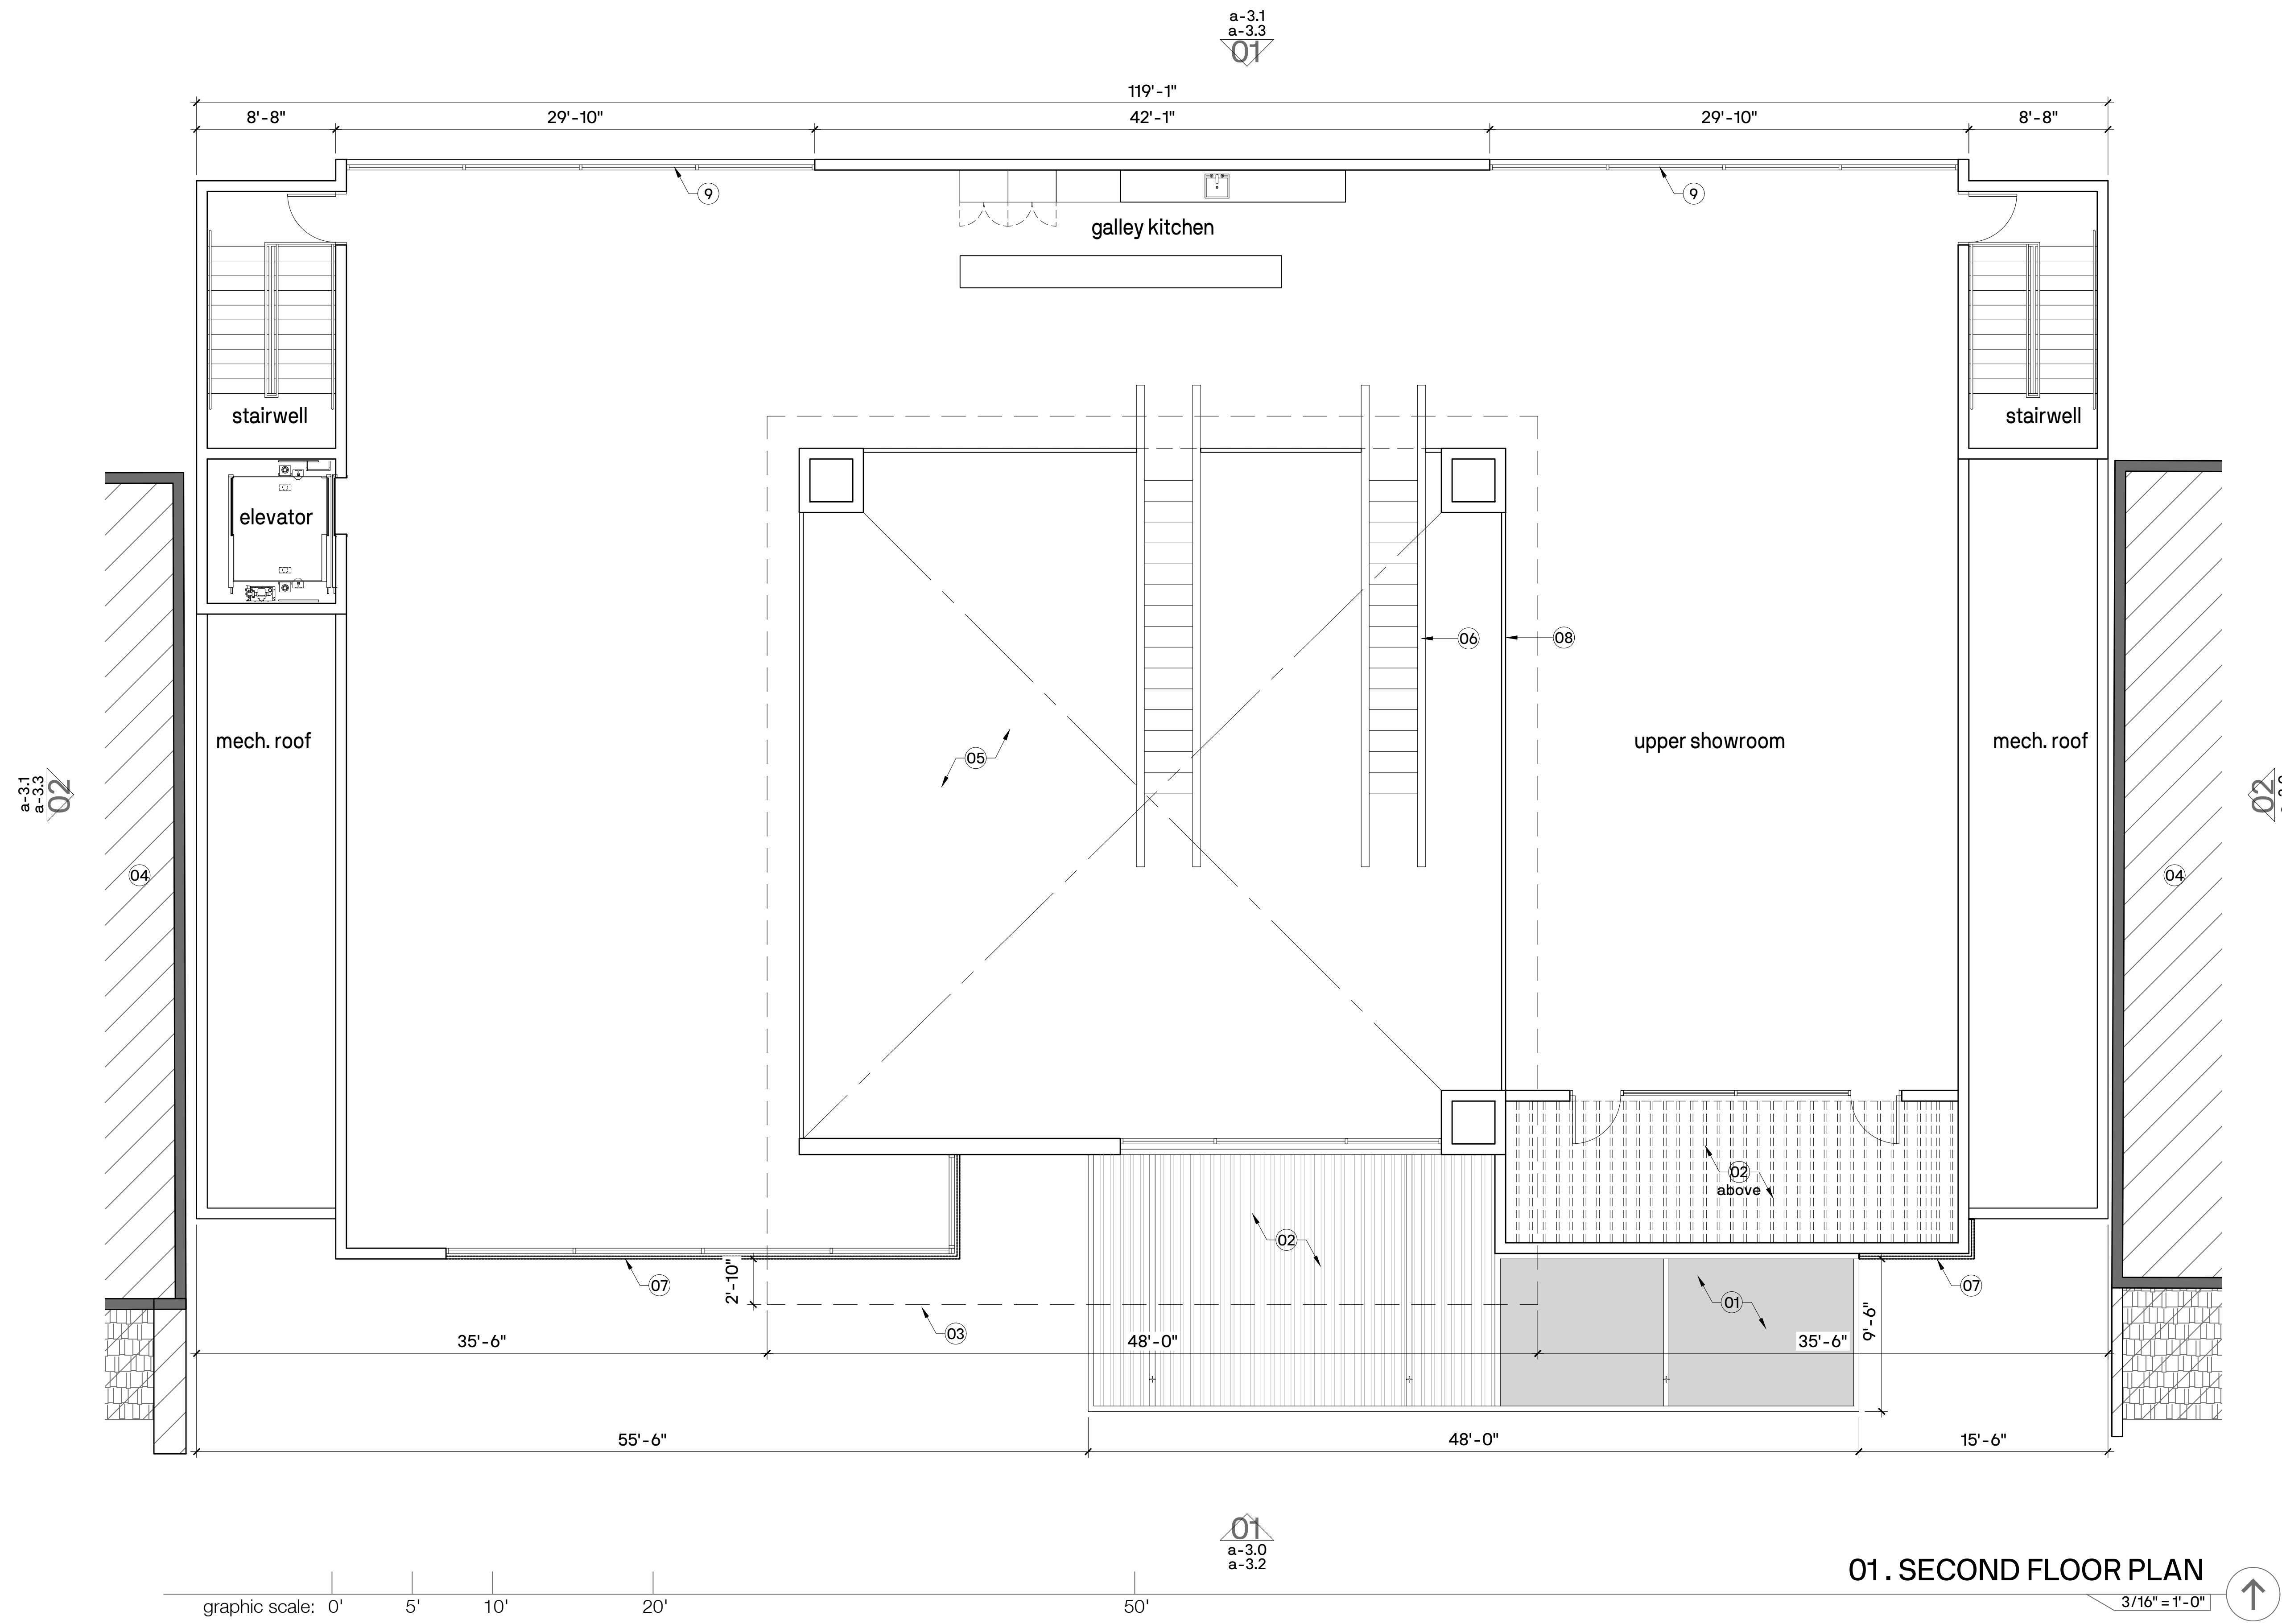 a-3.1
a-3.3
01
119'-1"
8'-8"
29'-10"
42'-1"
29'-10"
8'-8"
9
9
galley kitchen
stairwell
stairwell
elevator
06
08
mech. roof
05
upper showroom
mech. roof
a-3.1
a-3.3
02
02
04
04
02
above
02
07
2'-10"
07
01
03
35'-6"
48'-0"
35'-6"
9'-6"
55'-6"
48'-0"
15'-6"
01
a-3.0
a-3.2
01. SECOND FLOOR PLAN
3/16" = 1'-0"
graphic scale: 0' 5' 10' 20' 50'